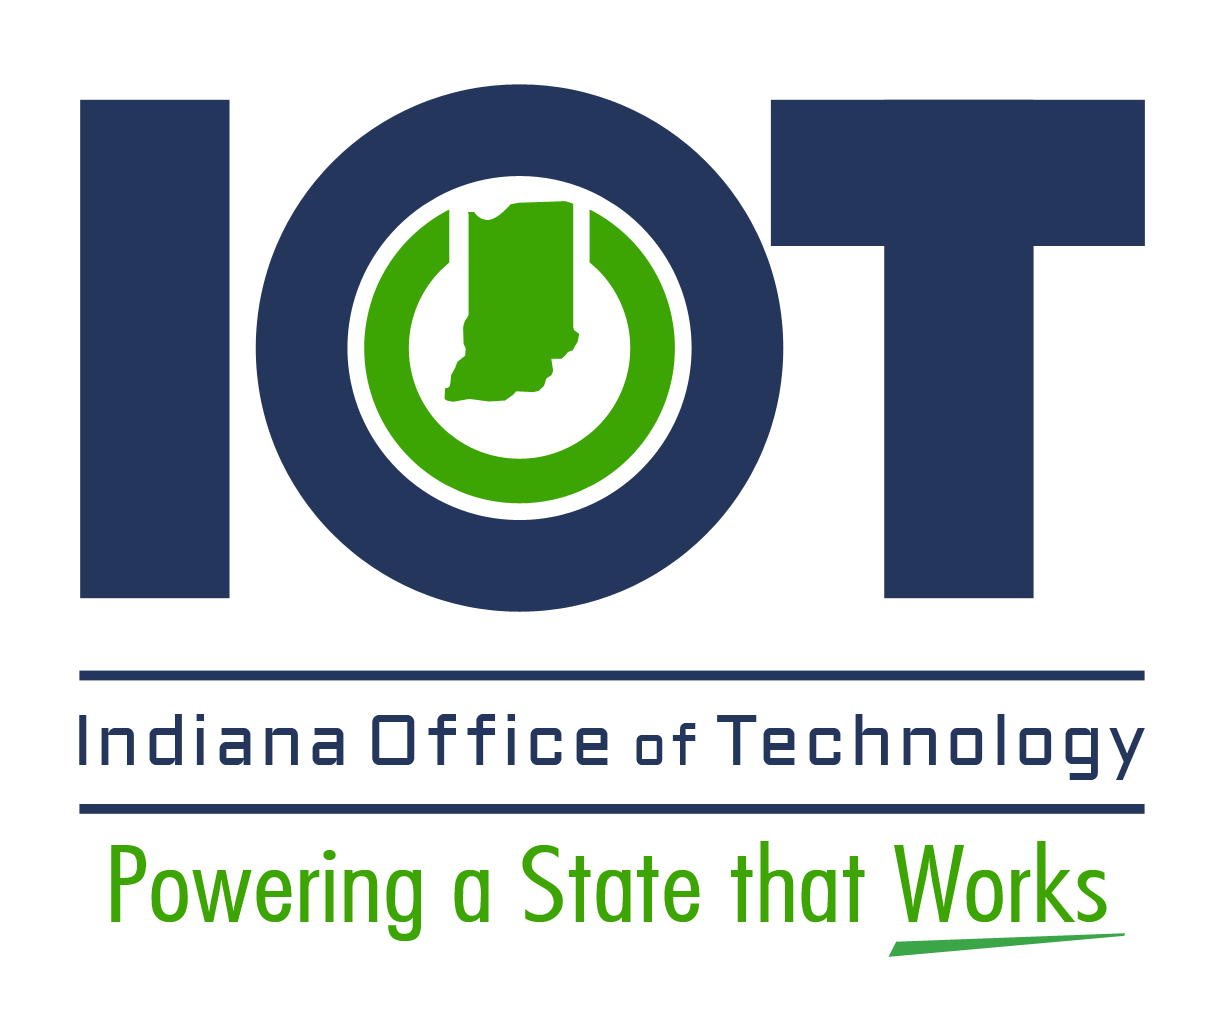 IOT
Indiana Office of Technology
Powering a State that Works